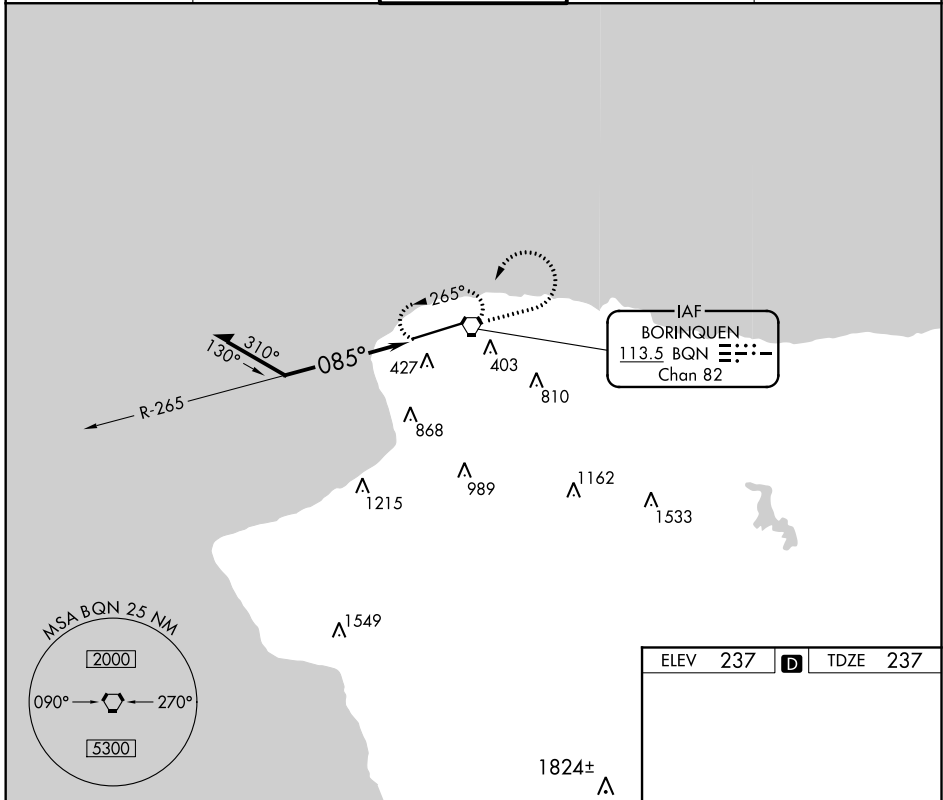 265°
310°
130°
085°
R-265
IAF
BORINQUEN
113.5 BQN
Chan 82
427
403
810
868
989
1162
1215
1533
1549
MSA BQN 25 NM
2000
090°
270°
5300
ELEV 237 D TDZE 237
1824±